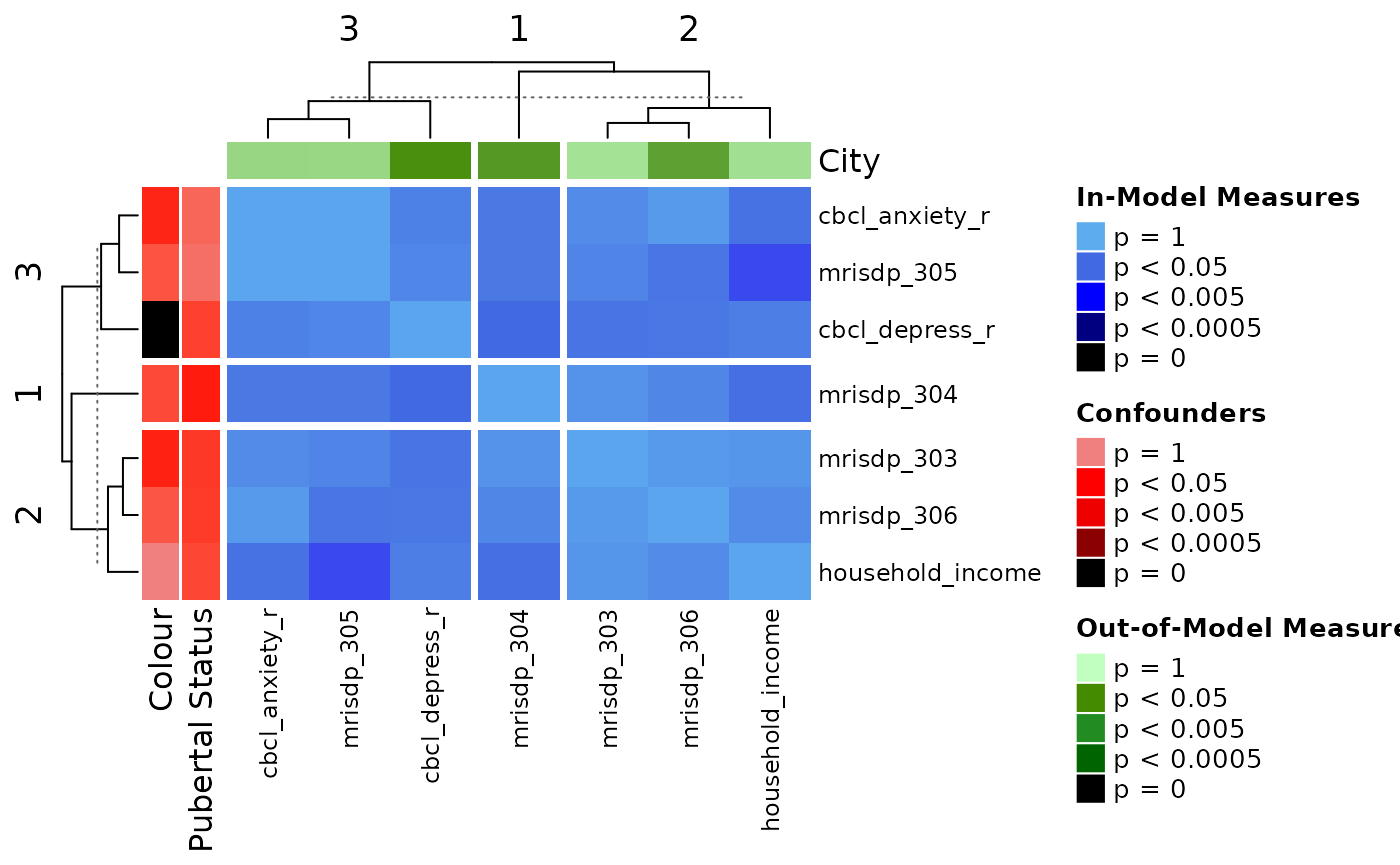 3 1 2
City
cbcl_anxiety_r
mrisdp_305
cbcl_depress_r
mrisdp_304
mrisdp_303
mrisdp_306
household_income
3
1
2
Colour
Pubertal Status
cbcl_anxiety_r
mrisdp_305
cbcl_depress_r
mrisdp_304
mrisdp_303
mrisdp_306
household_income
In-Model Measures
p = 1
p < 0.05
p < 0.005
p < 0.0005
p = 0
Confounders
p = 1
p < 0.05
p < 0.005
p < 0.0005
p = 0
Out-of-Model Measure
p = 1
p < 0.05
p < 0.005
p < 0.0005
p = 0